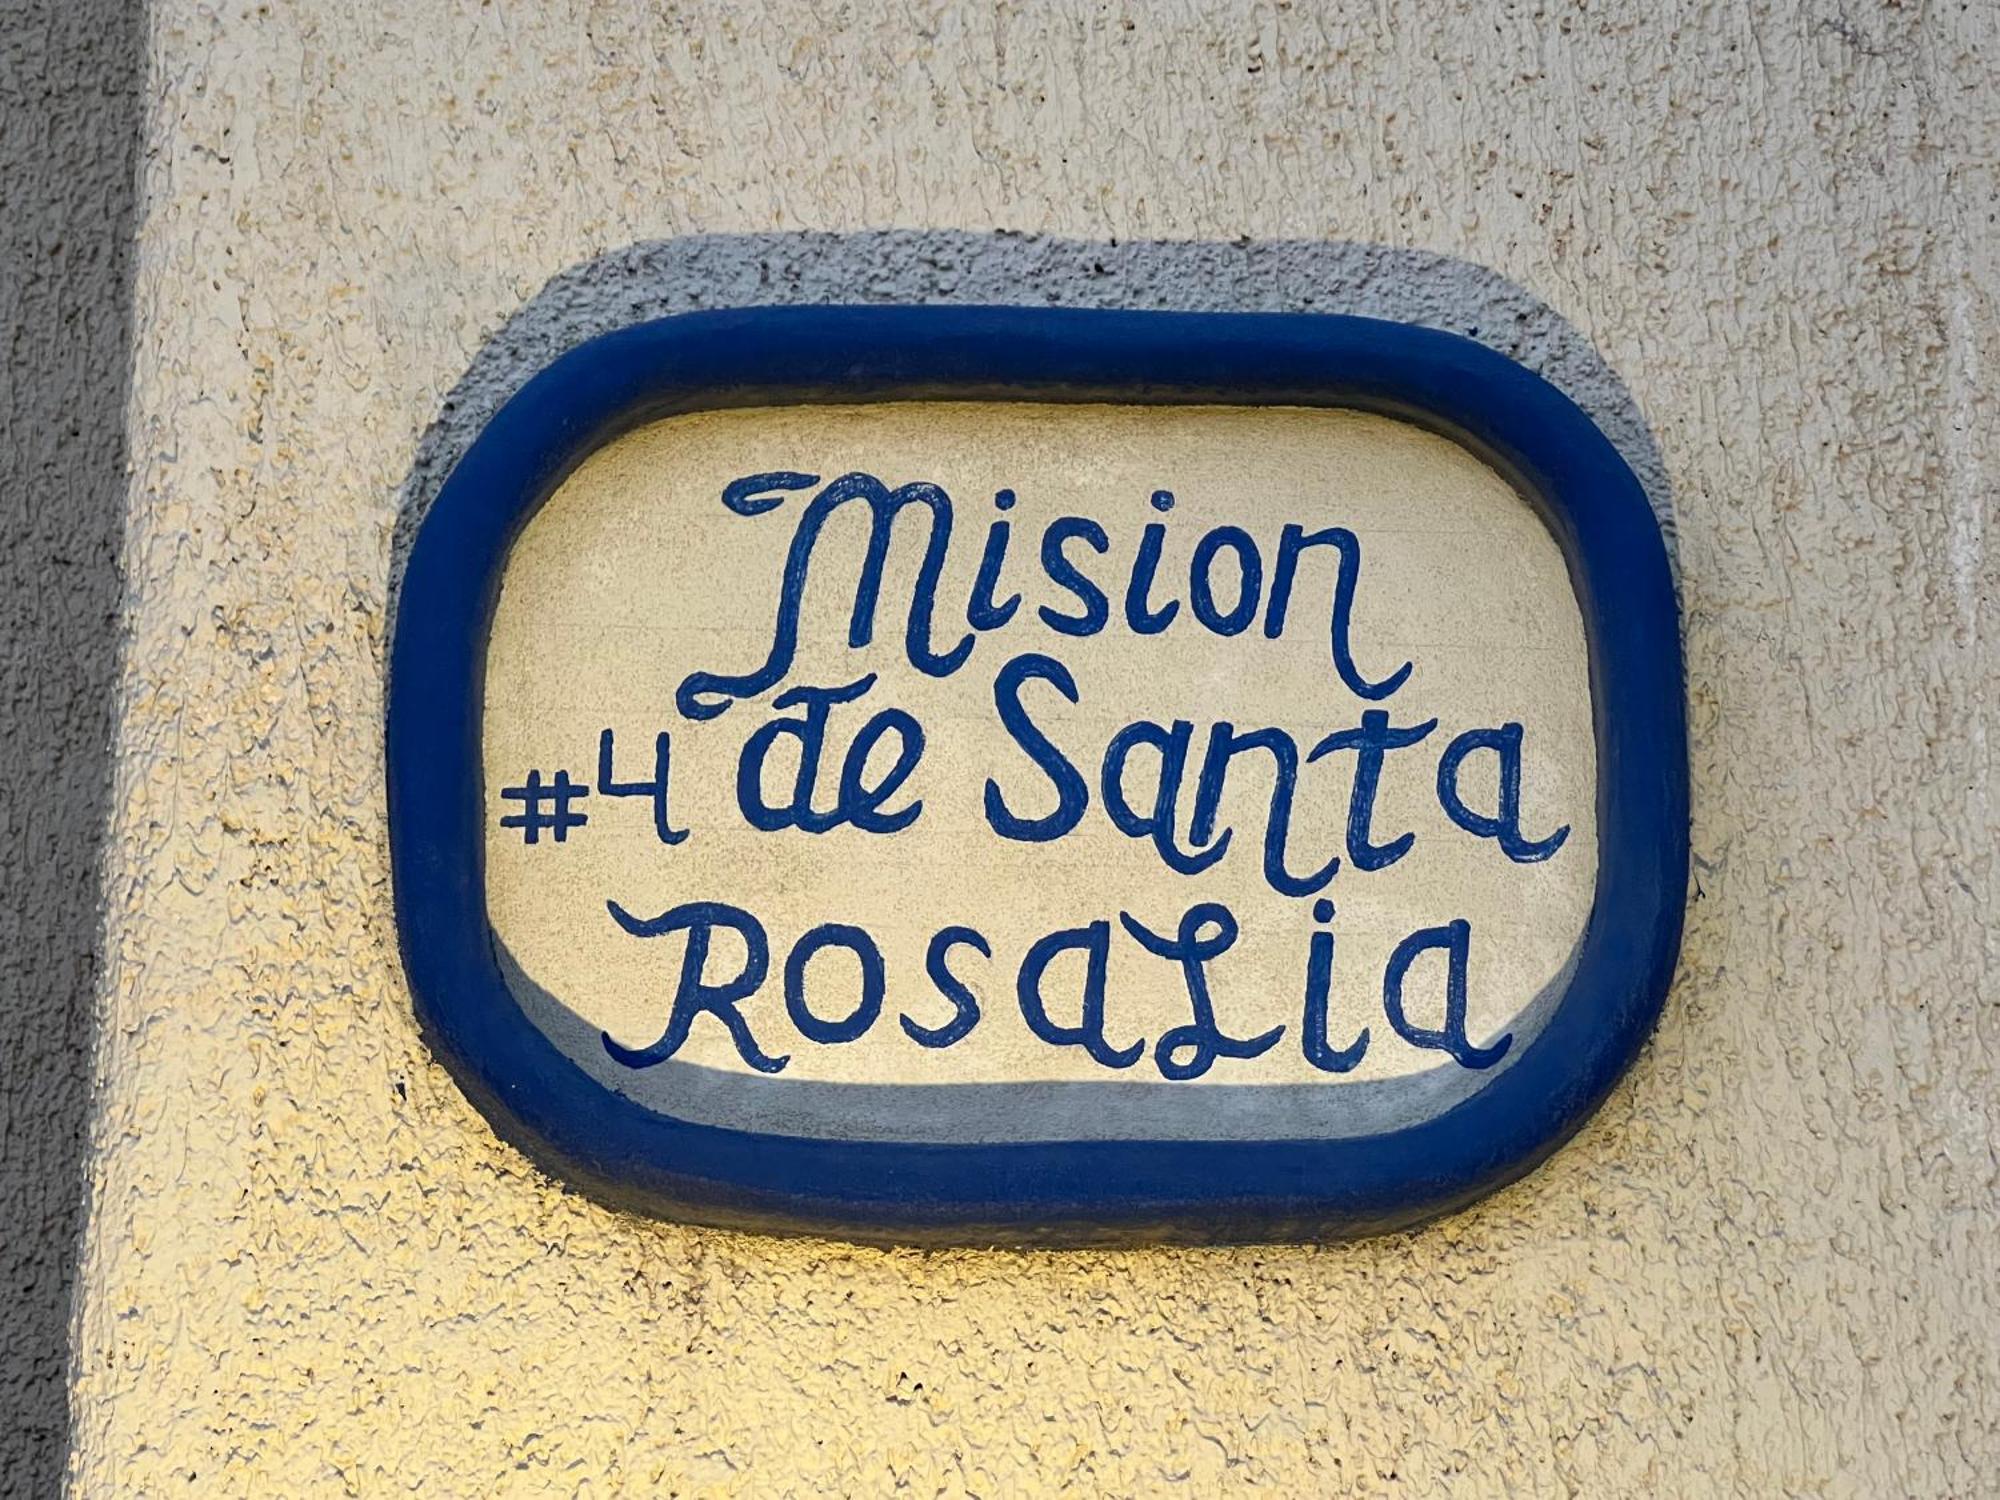 Mision
#4 de Santa
RosaLia